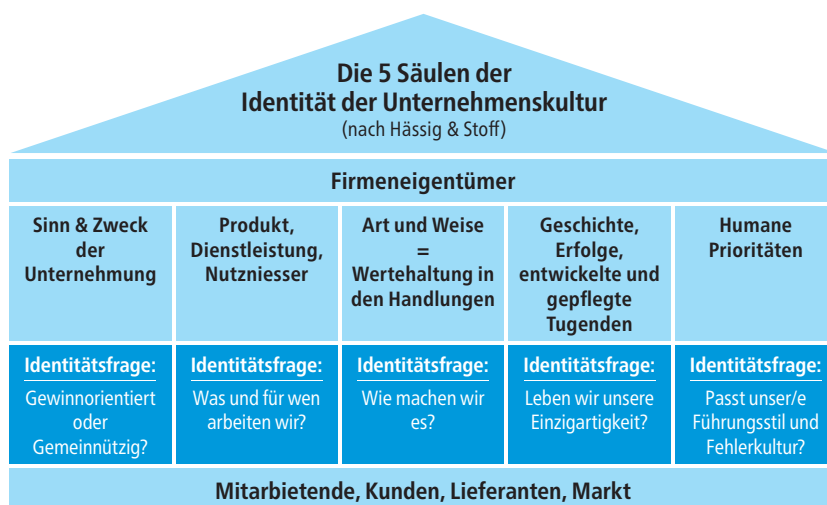 Die 5 Säulen der
Identität der Unternehmenskultur
(nach Hässig & Stoff)
Firmeneigentümer
Sinn & Zweck
der
Unternehmung
Produkt,
Dienstleistung,
Nutzniesser
Art und Weise
=
Wertehaltung in
den Handlungen
Geschichte,
Erfolge,
entwickelte und
gepflegte
Tugenden
Humane
Prioritäten
Identitätsfrage:
Gewinnorientiert
oder
Gemeinnützig?
Identitätsfrage:
Was und für wen
arbeiten wir?
Identitätsfrage:
Wie machen wir
es?
Identitätsfrage:
Leben wir unsere
Einzigartigkeit?
Identitätsfrage:
Passt unser/e
Führungsstil und
Fehlerkultur?
Mitarbietende, Kunden, Lieferanten, Markt